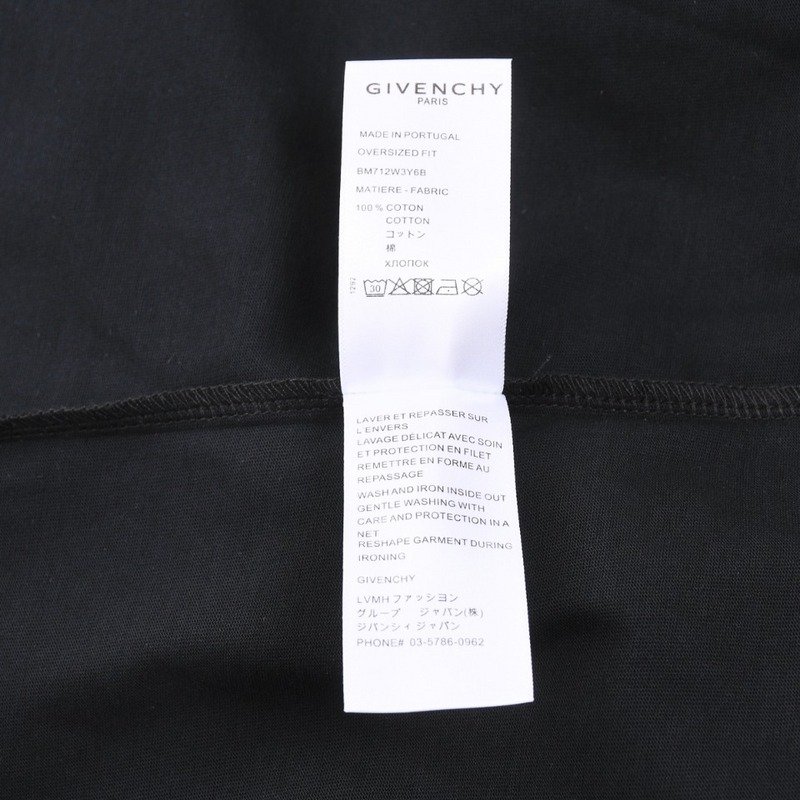 GIVENCHY
PARIS
MADE IN PORTUGAL
OVERSIZED FIT
BM712W3Y6B
MATIERE - FABRIC
100 % COTON
COTTON
コットン
棉
ХЛОПОК
1292
30
LAVER ET REPASSER SUR
L'ENVERS
LAVAGE DELICAT AVEC SOIN
ET PROTECTION EN FILET
REMETTRE EN FORME AU
REPASSAGE
WASH AND IRON INSIDE OUT
GENTLE WASHING WITH
CARE AND PROTECTION IN A
NET
RESHAPE GARMENT DURING
IRONING
GIVENCHY
LVMH ファッシヨン
グループ ジャパン(株)
ジバンシィ ジャパン
PHONE# 03-5786-0962